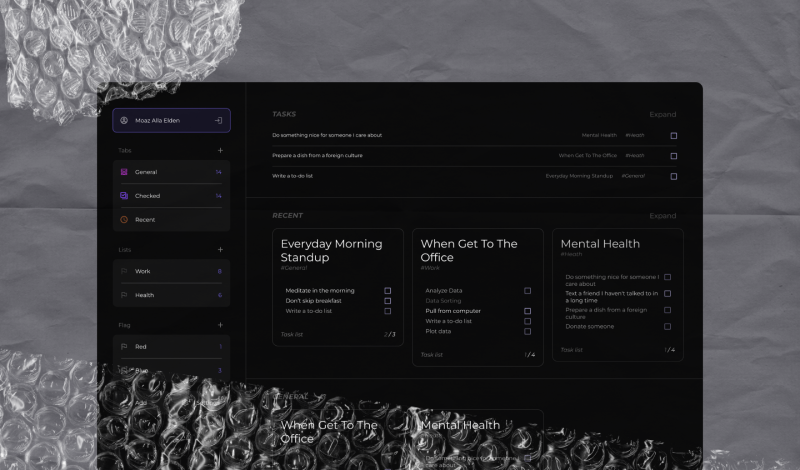 Moaz Alla Elden
Tabs
General 14
Checked 14
Recent
Lists
Work 8
Health 6
Flag
Red 1
Blue 3
TASKS Expand
Do something nice for someone I care about Mental Health #Health
Prepare a dish from a foreign culture When Get To The Office #Health
Write a to-do list Everyday Morning Standup #General
RECENT Expand
Everyday Morning
Standup
#General
Meditate in the morning
Don't skip breakfast
Write a to-do list
Task list 2/3
When Get To The
Office
#Work
Analyze Data
Data Sorting
Pull from computer
Write a to-do list
Plot data
Task list 1/4
Mental Health
#Health
Do something nice for someone I
care about
Text a friend I haven't talked to in
a long time
Prepare a dish from a foreign
culture
Donate someone
Task list 1/4
GENERAL
When Get To The
Office
Mental Health
Do something nice for someone
care about